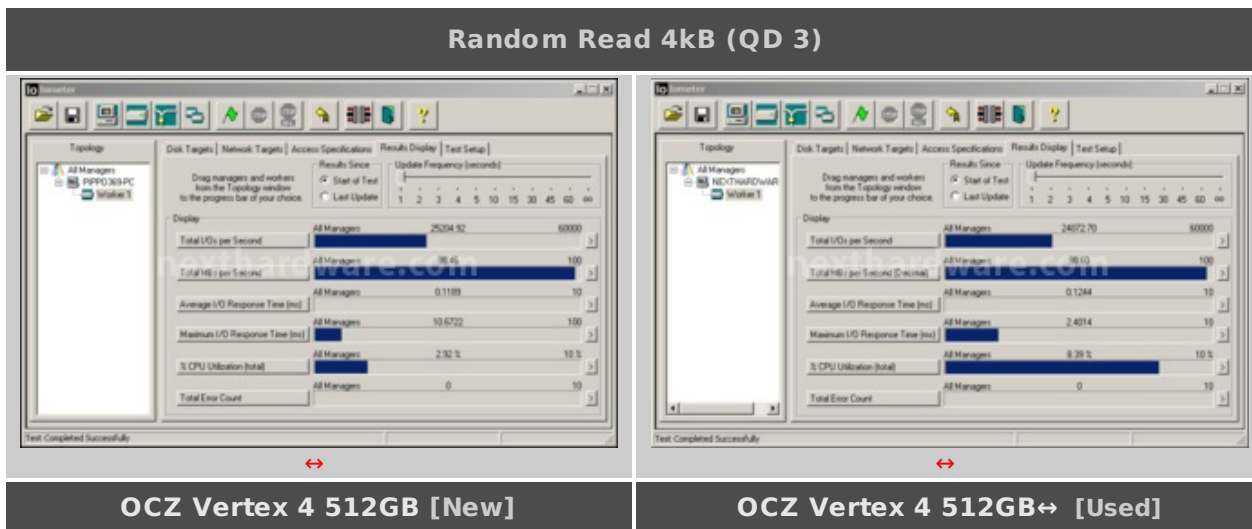 Random Read 4kB (QD 3)
Iometer
Topology
All Managers
PIPPO369-PC
Worker 1
Disk Targets Network Targets Access Specifications Results Display Test Setup
Drag managers and workers
from the Topology window
to the progress bar of your choice.
Results Since
Start of Test
Last Update
Update Frequency (seconds)
1 2 3 4 5 10 15 30 45 60 ∞
Display
All Managers 25204.92 60000
Total I/Os per Second
All Managers 98.46 100
Total MBs per Second
All Managers 0.1189 10
Average I/O Response Time (ms)
All Managers 10.6722 100
Maximum I/O Response Time (ms)
All Managers 2.92 % 10 %
% CPU Utilization (total)
All Managers 0 10
Total Error Count
Test Completed Successfully
nexthardware.com
↔
OCZ Vertex 4 512GB [New]
Iometer
Topology
All Managers
NEXTHARDWAR
Worker 1
Disk Targets Network Targets Access Specifications Results Display Test Setup
Drag managers and workers
from the Topology window
to the progress bar of your choice.
Results Since
Start of Test
Last Update
Update Frequency (seconds)
1 2 3 4 5 10 15 30 45 60 ∞
Display
All Managers 24072.70 60000
Total I/Os per Second
All Managers 98.60 100
Total MBs per Second (Decimal)
All Managers 0.1244 10
Average I/O Response Time (ms)
All Managers 2.4014 10
Maximum I/O Response Time (ms)
All Managers 8.39 % 10 %
% CPU Utilization (total)
All Managers 0 10
Total Error Count
Test Completed Successfully
nexthardware.com
↔
OCZ Vertex 4 512GB↔ [Used]